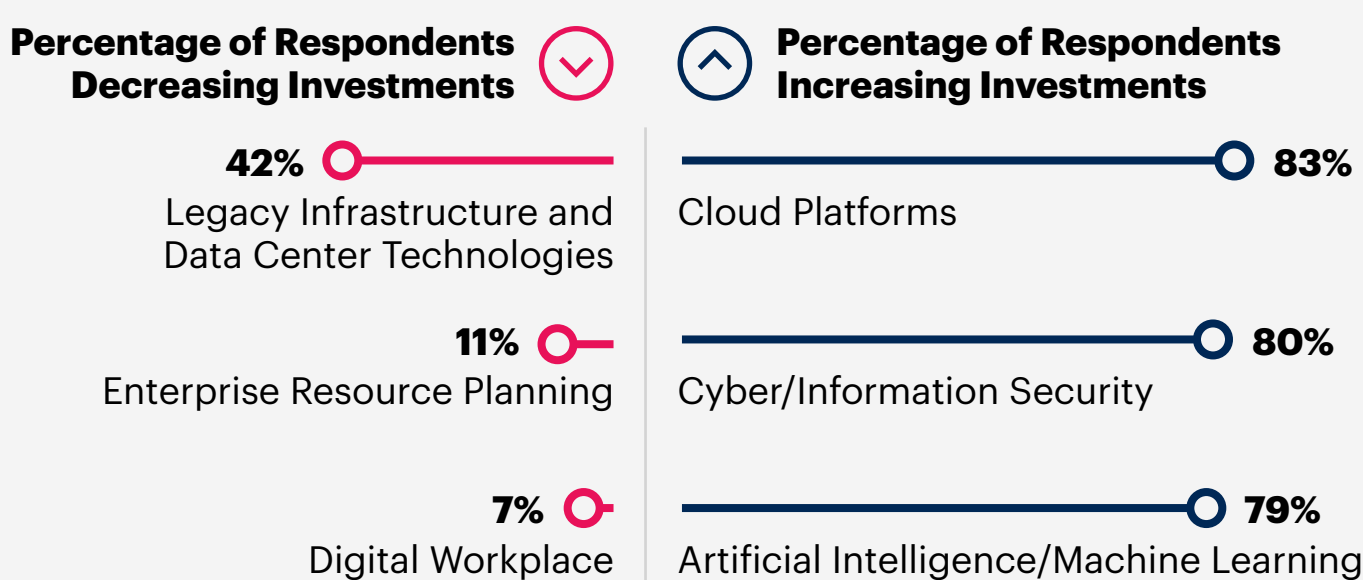 Percentage of Respondents
Decreasing Investments
42%
Legacy Infrastructure and
Data Center Technologies
11%
Enterprise Resource Planning
7%
Digital Workplace
Percentage of Respondents
Increasing Investments
83%
Cloud Platforms
80%
Cyber/Information Security
79%
Artificial Intelligence/Machine Learning